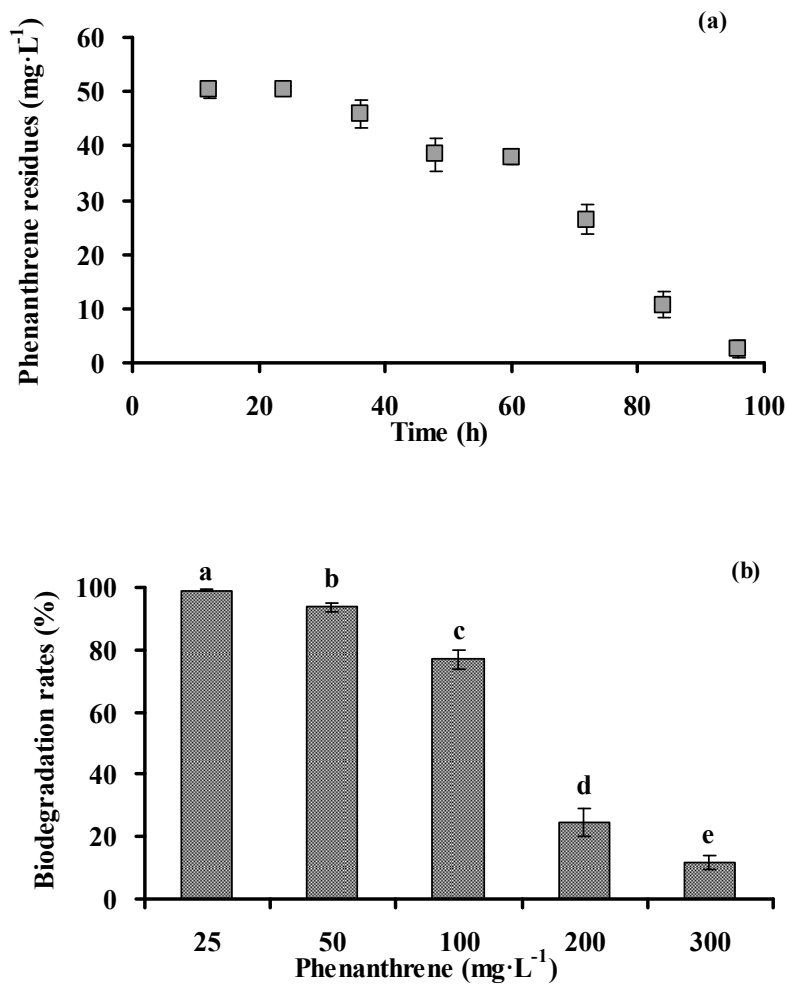 (a)
Phenanthrene residues (mg·L⁻¹)
60
50
40
30
20
10
0
0 20 40 60 80 100
Time (h)
(b)
Biodegradation rates (%)
100
80
60
40
20
0
a b c d e
25 50 100 200 300
Phenanthrene (mg·L⁻¹)